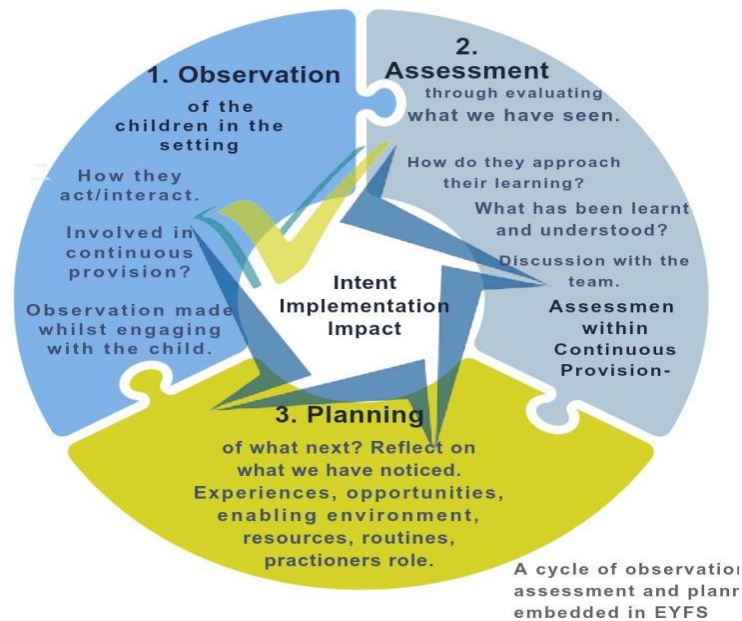 1. Observation
of the
children in the
setting
How they
act/interact.
Involved in
continuous
provision?
Observation made
whilst engaging
with the child.
2.
Assessment
through evaluating
what we have seen.
How do they approach
their learning?
What has been learnt
and understood?
Discussion with the
team.
Assessmen
within
Continuous
Provision-
Intent
Implementation
Impact
3. Planning
of what next? Reflect on
what we have noticed.
Experiences, opportunities,
enabling environment,
resources, routines,
practioners role.
A cycle of observation
assessment and plann
embedded in EYFS